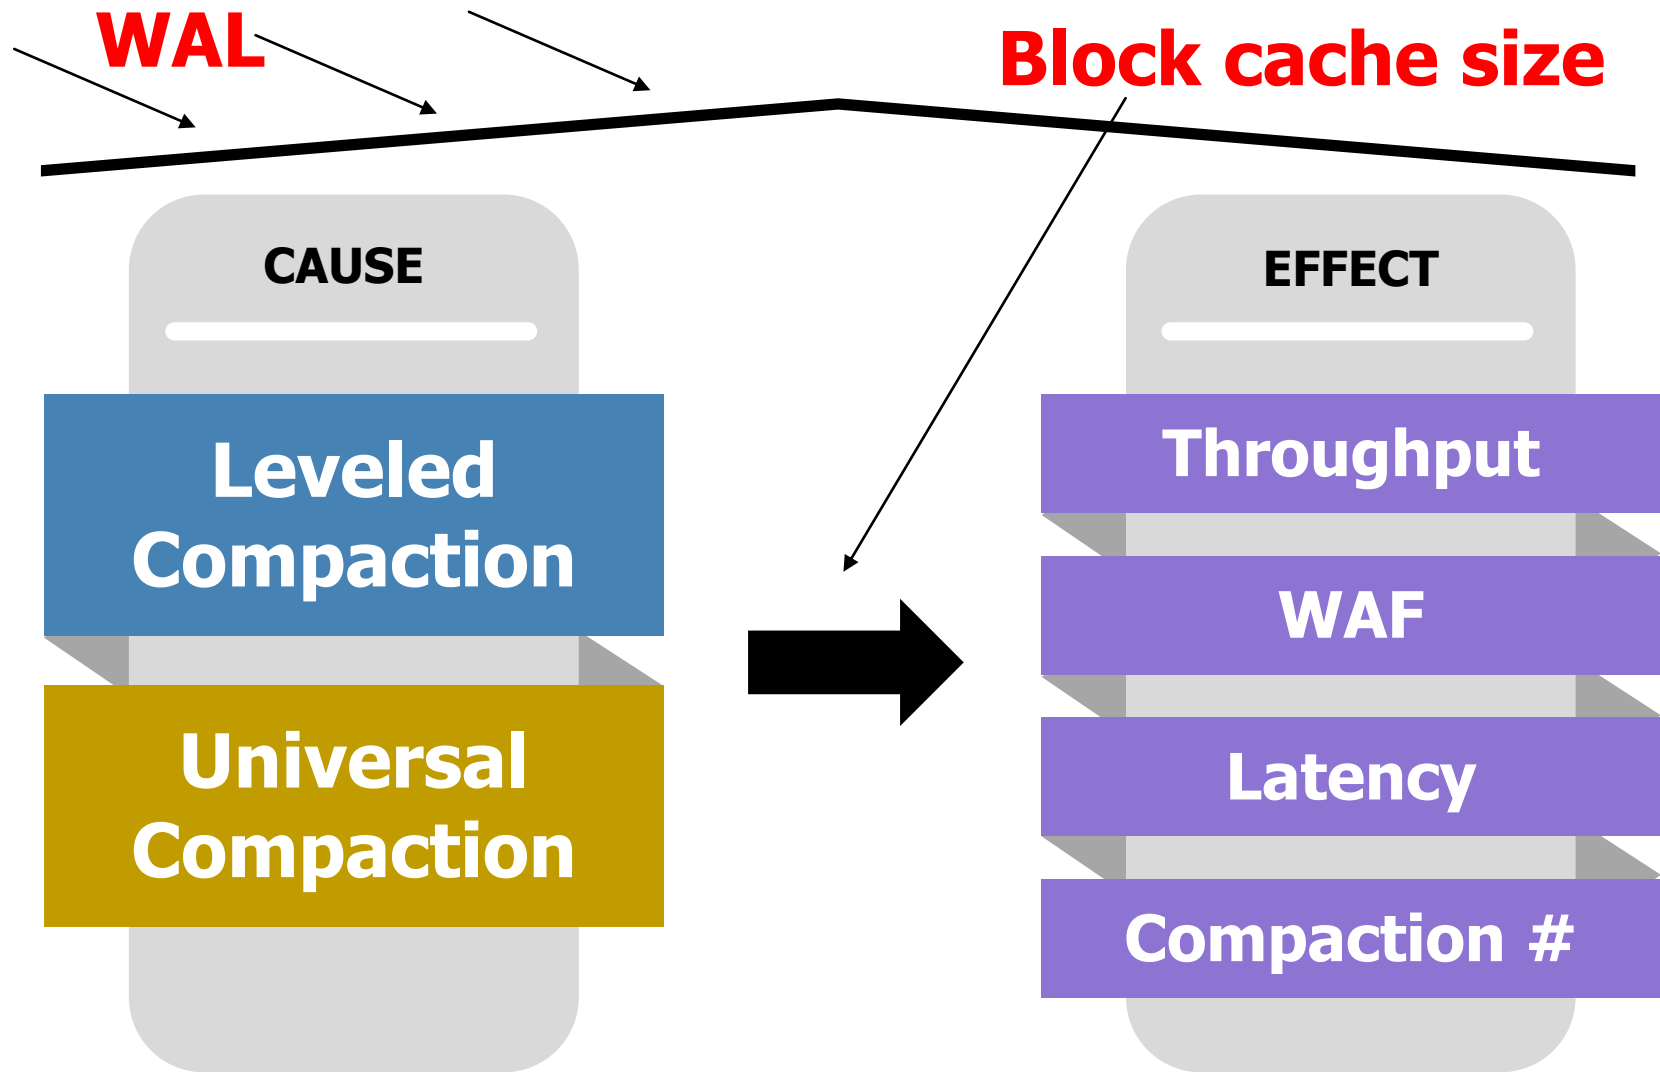 WAL
Block cache size
CAUSE
Leveled
Compaction
Universal
Compaction
EFFECT
Throughput
WAF
Latency
Compaction #